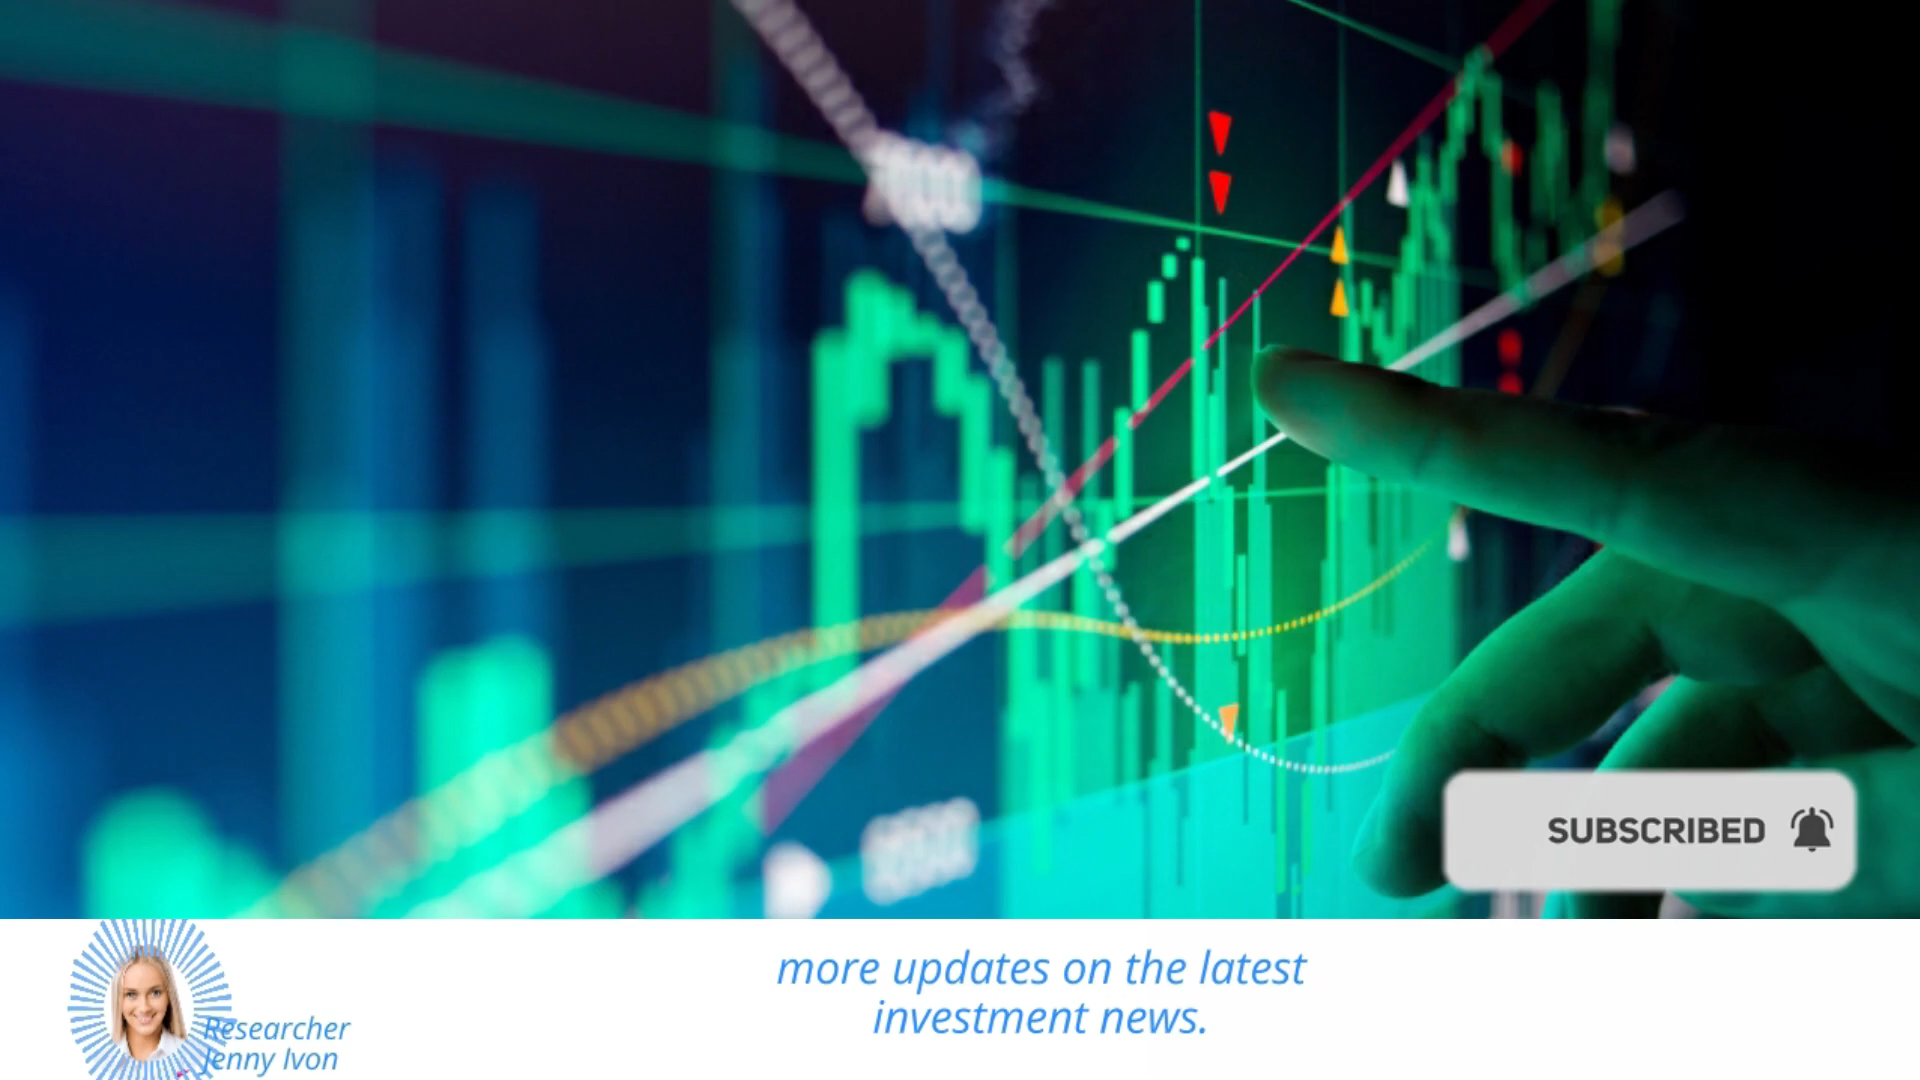 SUBSCRIBED
more updates on the latest
investment news.
Researcher
Jenny Ivon